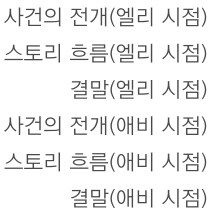 사건의 전개(엘리 시점)
스토리 흐름(엘리 시점)
결말(엘리 시점)
사건의 전개(애비 시점)
스토리 흐름(애비 시점)
결말(애비 시점)